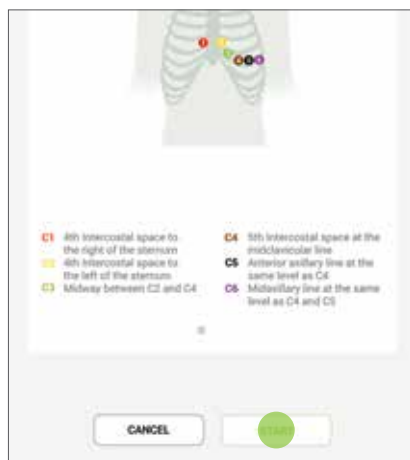 C1 4th Intercostal space to
the right of the sternum
C2 4th Intercostal space to
the left of the sternum
C3 Midway between C2 and C4
C4 5th Intercostal space at the
midclavicular line
C5 Anterior axillary line at the
same level as C4
C6 Midaxillary line at the same
level as C4 and C5
CANCEL
START